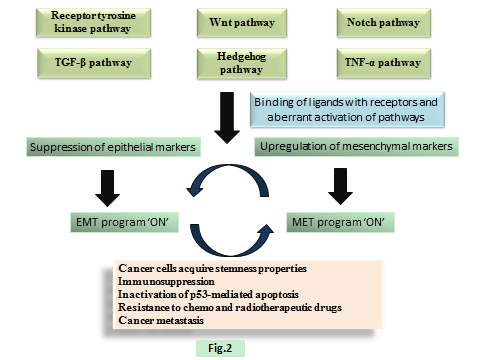 Receptor tyrosine
kinase pathway
Wnt pathway
Notch pathway
TGF-β pathway
Hedgehog
pathway
TNF-α pathway
Binding of ligands with receptors and
aberrant activation of pathways
Suppression of epithelial markers
Upregulation of mesenchymal markers
EMT program ‘ON’
MET program ‘ON’
Cancer cells acquire stemness properties
Immunosuppression
Inactivation of p53-mediated apoptosis
Resistance to chemo and radiotherapeutic drugs
Cancer metastasis
Fig.2